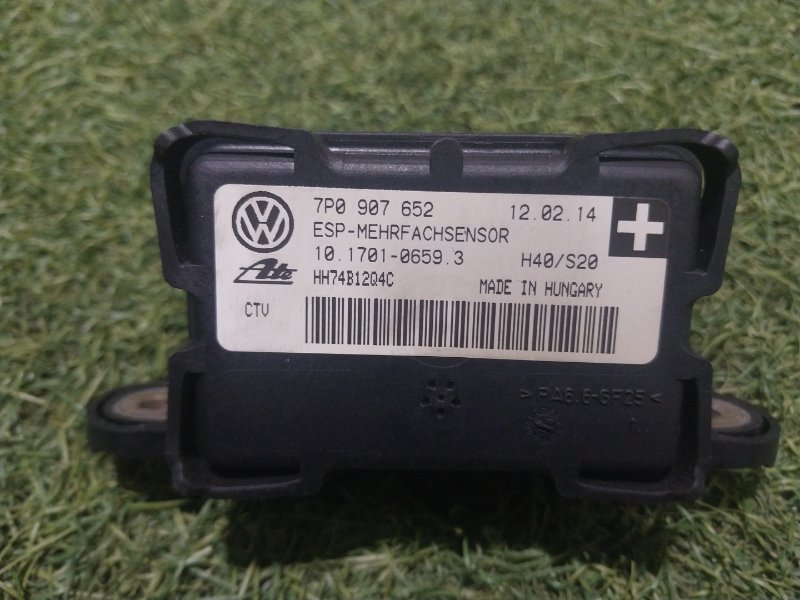 7P0 907 652 12.02.14
ESP-MEHRFACHSENSOR
10.1701-0659.3 H40/S20
Ate HH74B12Q4C MADE IN HUNGARY
CTV
>PA6.6-GF25<